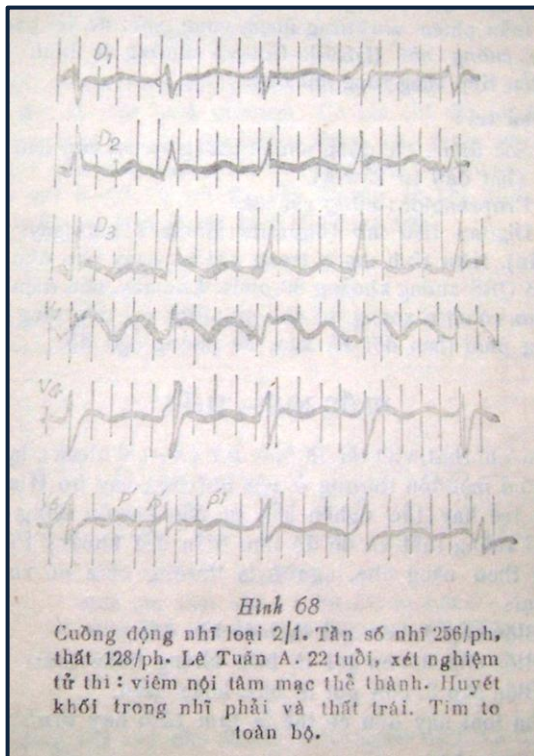 D1
D2
D3
V6
P P P'
Hình 68
Cuồng động nhĩ loại 2/1. Tần số nhĩ 256/ph,
thất 128/ph. Lê Tuấn A. 22 tuổi, xét nghiệm
tử thi: viêm nội tâm mạc thể thành. Huyết
khối trong nhĩ phải và thất trái. Tim to
toàn bộ.